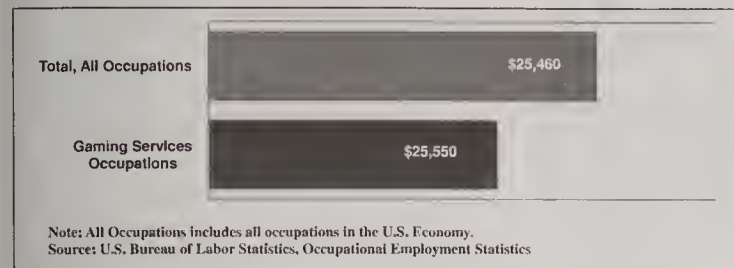 Total, All Occupations
$25,460
Gaming Services
Occupations
$25,550
Note: All Occupations includes all occupations in the U.S. Economy.
Source: U.S. Bureau of Labor Statistics, Occupational Employment Statistics